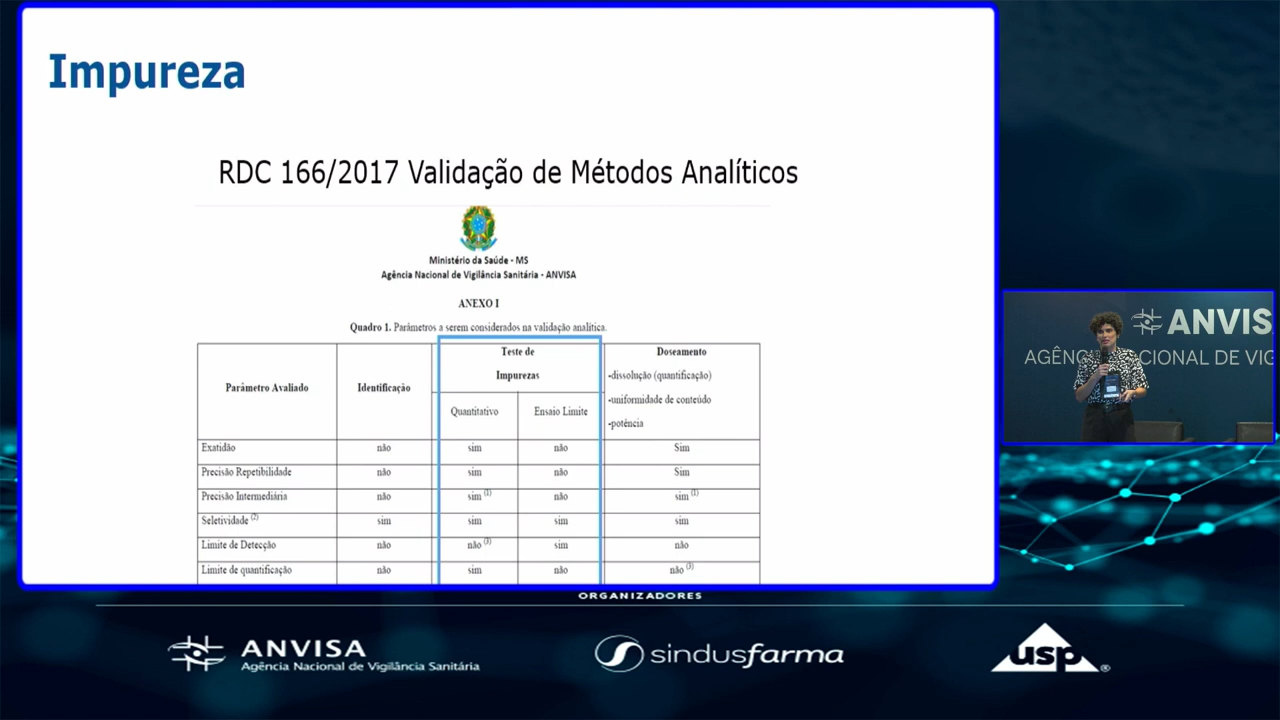 Impureza
RDC 166/2017 Validação de Métodos Analíticos
Ministério da Saúde - MS
Agência Nacional de Vigilância Sanitária - ANVISA
ANEXO I
Quadro 1. Parâmetros a serem considerados na validação analítica.
Parâmetro Avaliado
Identificação
Teste de
Impurezas
Quantitativo
Ensaio Limite
Doseamento
-dissolução (quantificação)
-uniformidade de conteúdo
-potência
Exatidão não sim não Sim
Precisão Repetibilidade não sim não Sim
Precisão Intermediária não sim (1) não sim (1)
Seletividade (2) sim sim sim sim
Limite de Detecção não não (3) sim não
Limite de quantificação não sim não não (3)
ANVIS
AGÊNC CIONAL DE VIG
ORGANIZADORES
ANVISA
Agência Nacional de Vigilância Sanitária
sindusfarma
usp®